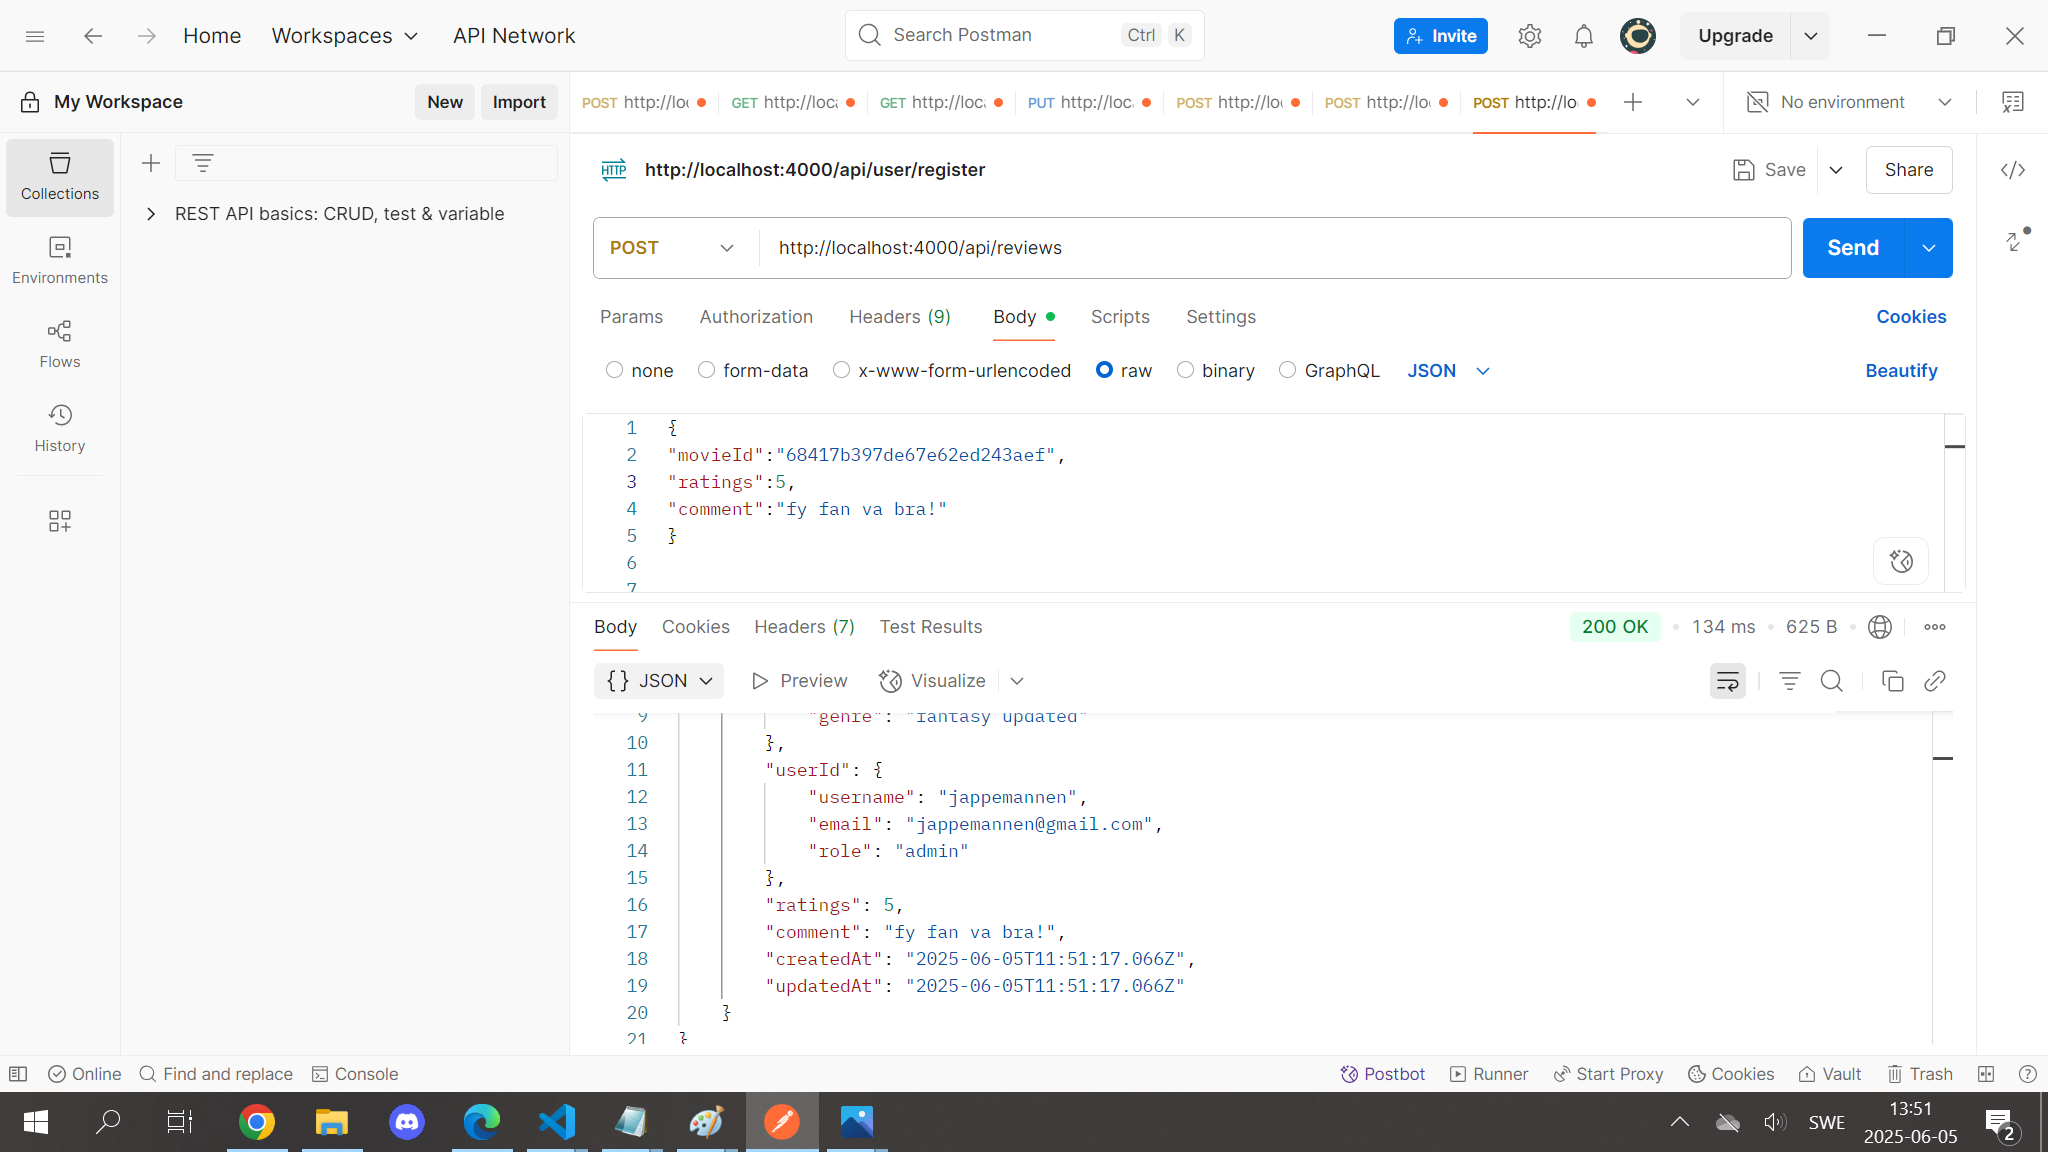 Home Workspaces API Network Search Postman Ctrl K Invite Upgrade
My Workspace New Import POST http://loc GET http://loca GET http://loca PUT http://loc POST http://lo POST http://lo POST http://lo No environment
Collections
REST API basics: CRUD, test & variable
Environments
Flows
History
HTTP http://localhost:4000/api/user/register Save Share
POST http://localhost:4000/api/reviews Send
Params Authorization Headers (9) Body Scripts Settings Cookies
none form-data x-www-form-urlencoded raw binary GraphQL JSON Beautify
1 {
2 "movieId":"68417b397de67e62ed243aef",
3 "ratings":5,
4 "comment":"fy fan va bra!"
5 }
6
7
Body Cookies Headers (7) Test Results 200 OK 134 ms 625 B
{} JSON Preview Visualize
9 "genre": "fantasy updated"
10 },
11 "userId": {
12 "username": "jappemannen",
13 "email": "jappemannen@gmail.com",
14 "role": "admin"
15 },
16 "ratings": 5,
17 "comment": "fy fan va bra!",
18 "createdAt": "2025-06-05T11:51:17.066Z",
19 "updatedAt": "2025-06-05T11:51:17.066Z"
20 }
21 }
Online Find and replace Console Postbot Runner Start Proxy Cookies Vault Trash
SWE 13:51
2025-06-05 2